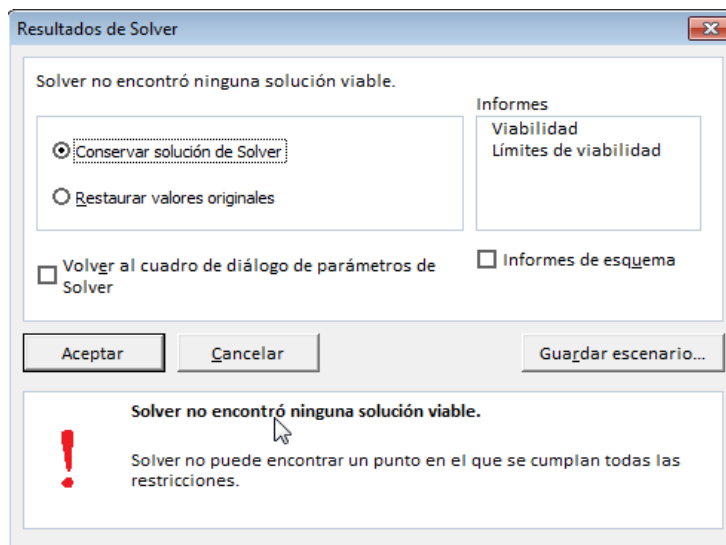 Resultados de Solver
Solver no encontró ninguna solución viable.
Informes
Viabilidad
Límites de viabilidad
Conservar solución de Solver
Restaurar valores originales
Volver al cuadro de diálogo de parámetros de
Solver
Informes de esquema
Aceptar
Cancelar
Guardar escenario...
Solver no encontró ninguna solución viable.
Solver no puede encontrar un punto en el que se cumplan todas las
restricciones.